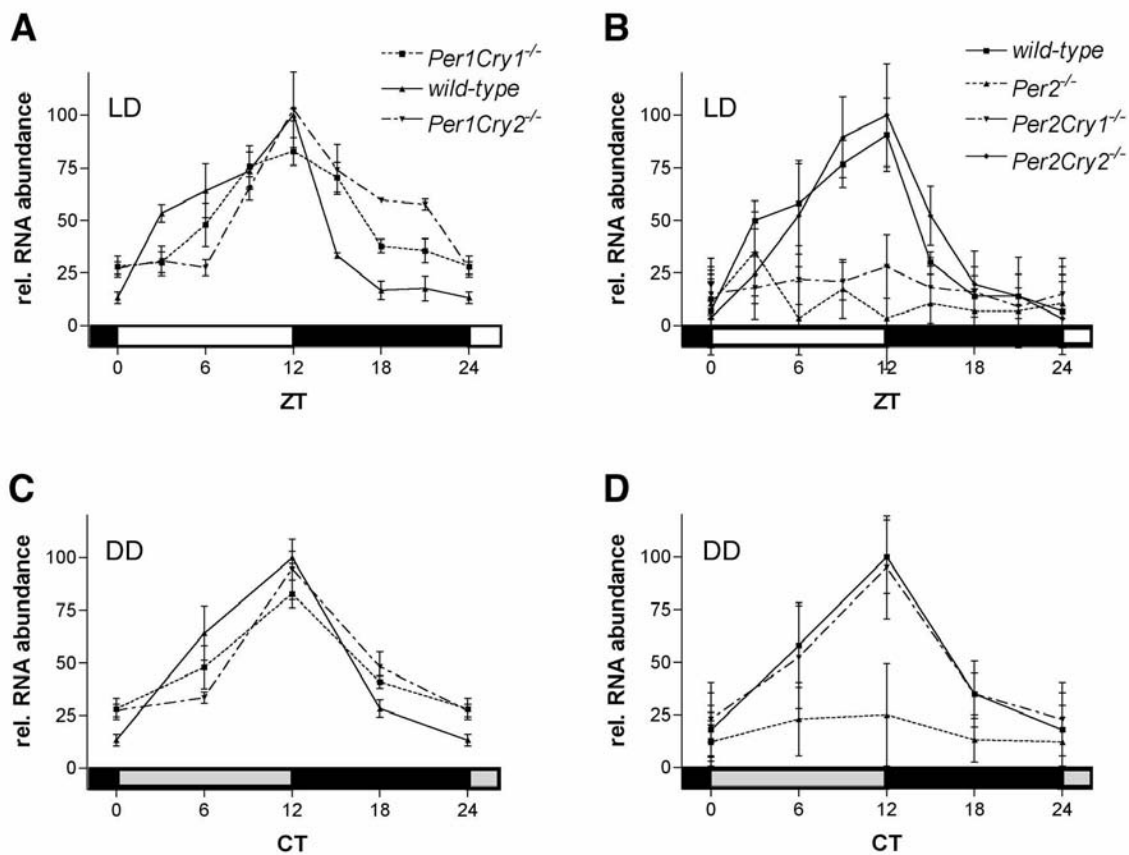 A
Per1Cry1-/-
wild-type
Per1Cry2-/-
LD
100
75
50
25
0
rel. RNA abundance
0 6 12 18 24
ZT
B
wild-type
Per2-/-
Per2Cry1-/-
Per2Cry2-/-
LD
100
75
50
25
0
rel. RNA abundance
0 6 12 18 24
ZT
C
DD
100
75
50
25
0
rel. RNA abundance
0 6 12 18 24
CT
D
DD
100
75
50
25
0
rel. RNA abundance
0 6 12 18 24
CT